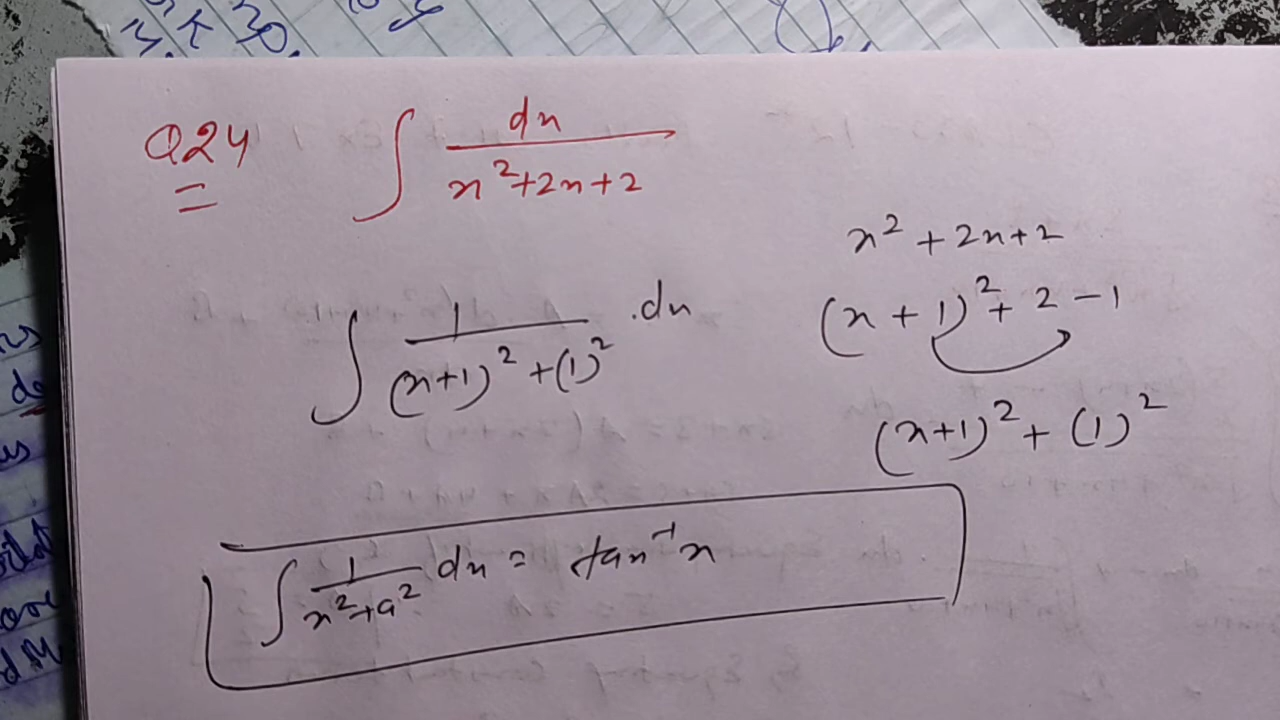 Q24 ∫ dx / x²+2x+2
x² + 2x + 2
∫ 1 / (x+1)² + (1)² . dx
(x + 1)² + 2 - 1
(x+1)² + (1)²
∫ 1 / x²+a² dx = tan⁻¹x